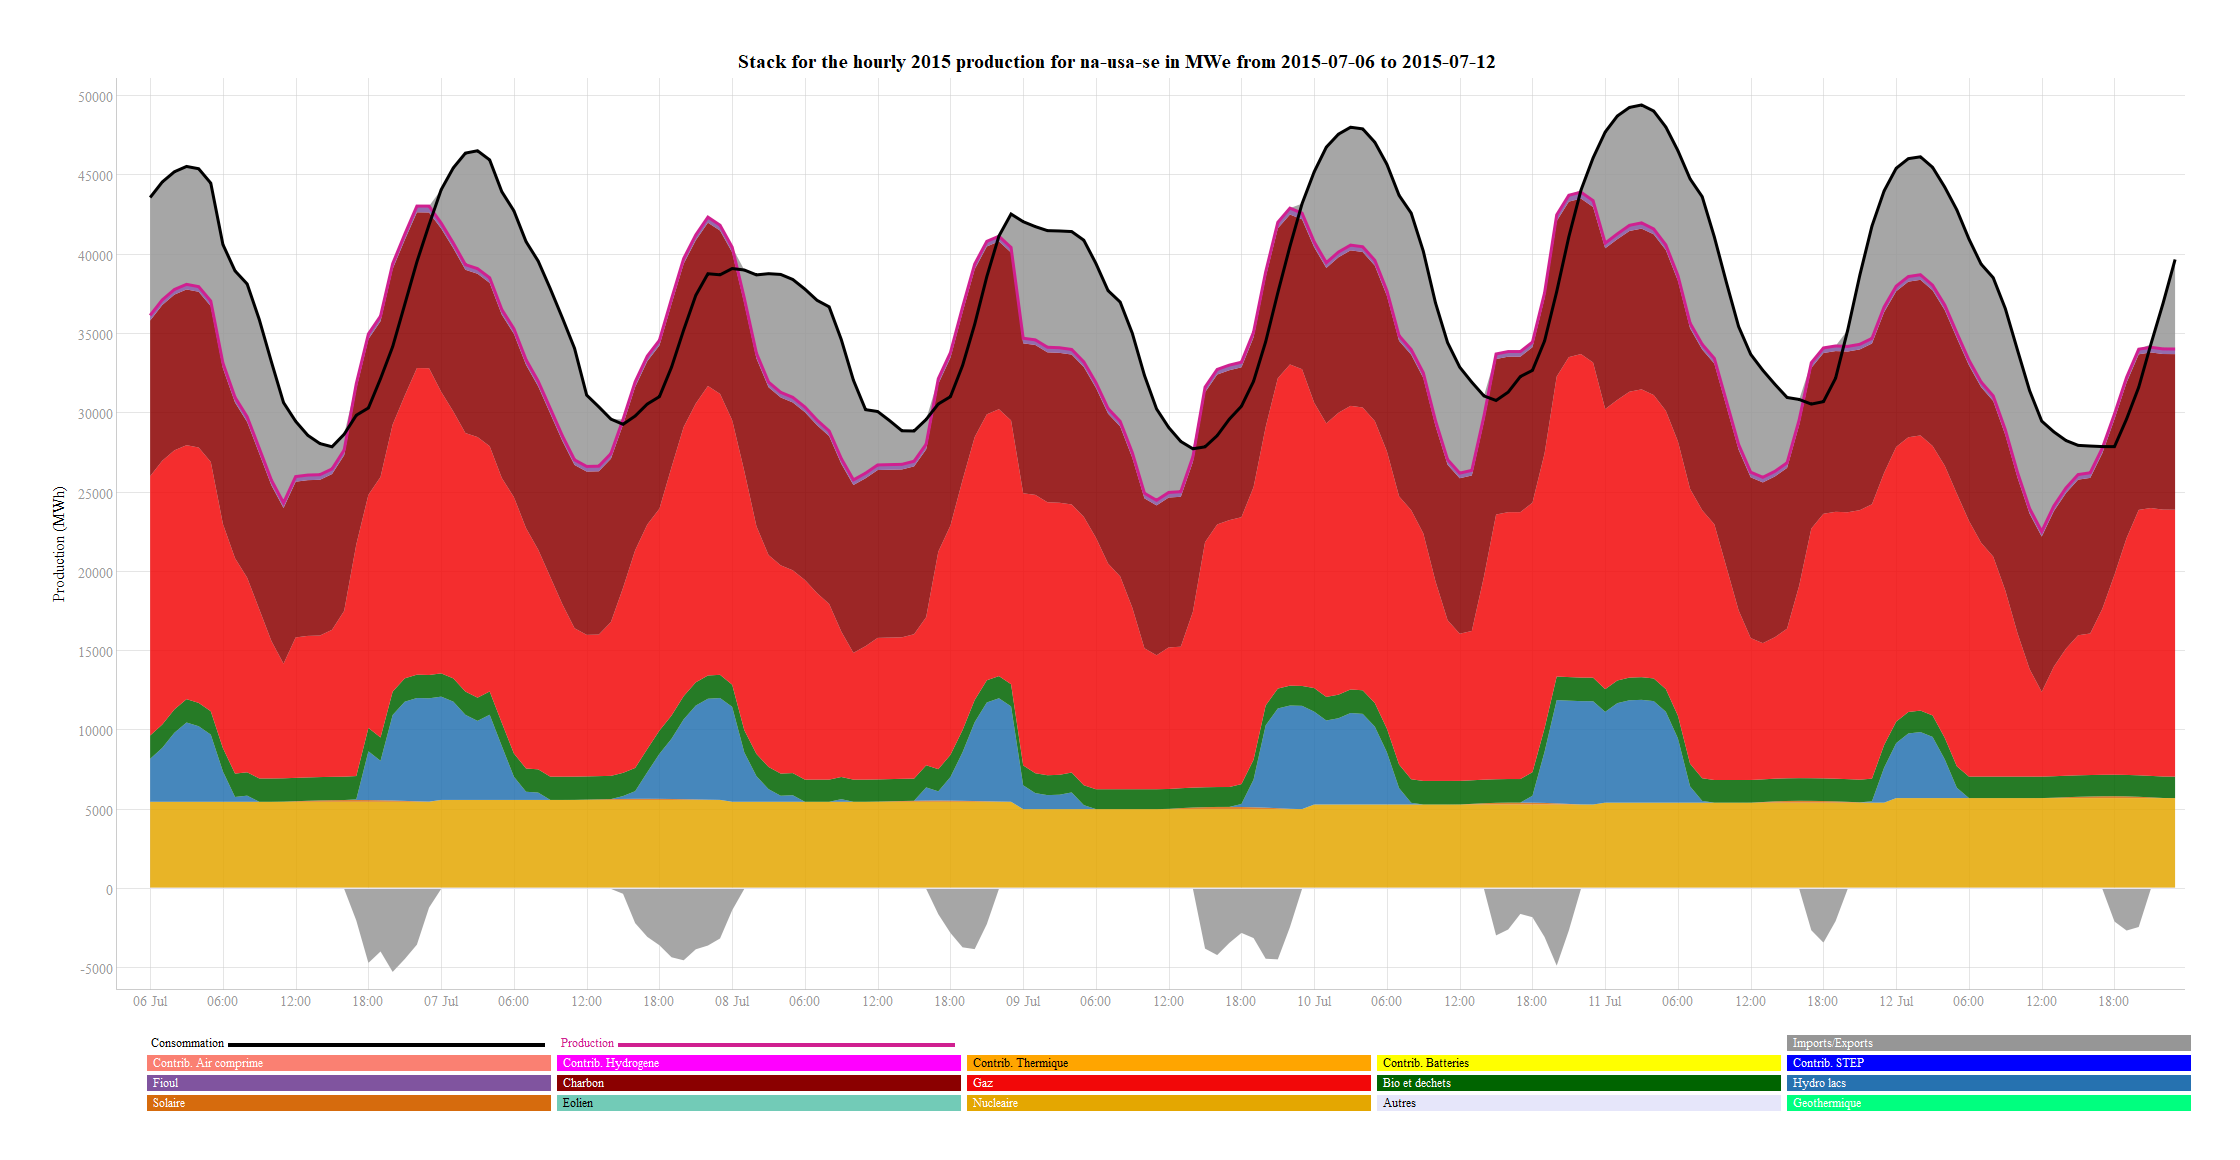 Stack for the hourly 2015 production for na-usa-se in MWe from 2015-07-06 to 2015-07-12
50000
45000
40000
35000
30000
25000
20000
15000
10000
5000
0
-5000
Production (MWh)
06 Jul 06:00 12:00 18:00 07 Jul 06:00 12:00 18:00 08 Jul 06:00 12:00 18:00 09 Jul 06:00 12:00 18:00 10 Jul 06:00 12:00 18:00 11 Jul 06:00 12:00 18:00 12 Jul 06:00 12:00 18:00
Consommation Production Imports/Exports
Contrib. Air comprime Contrib. Hydrogene Contrib. Thermique Contrib. Batteries Contrib. STEP
Fioul Charbon Gaz Bio et dechets Hydro lacs
Solaire Eolien Nucleaire Autres Geothermique